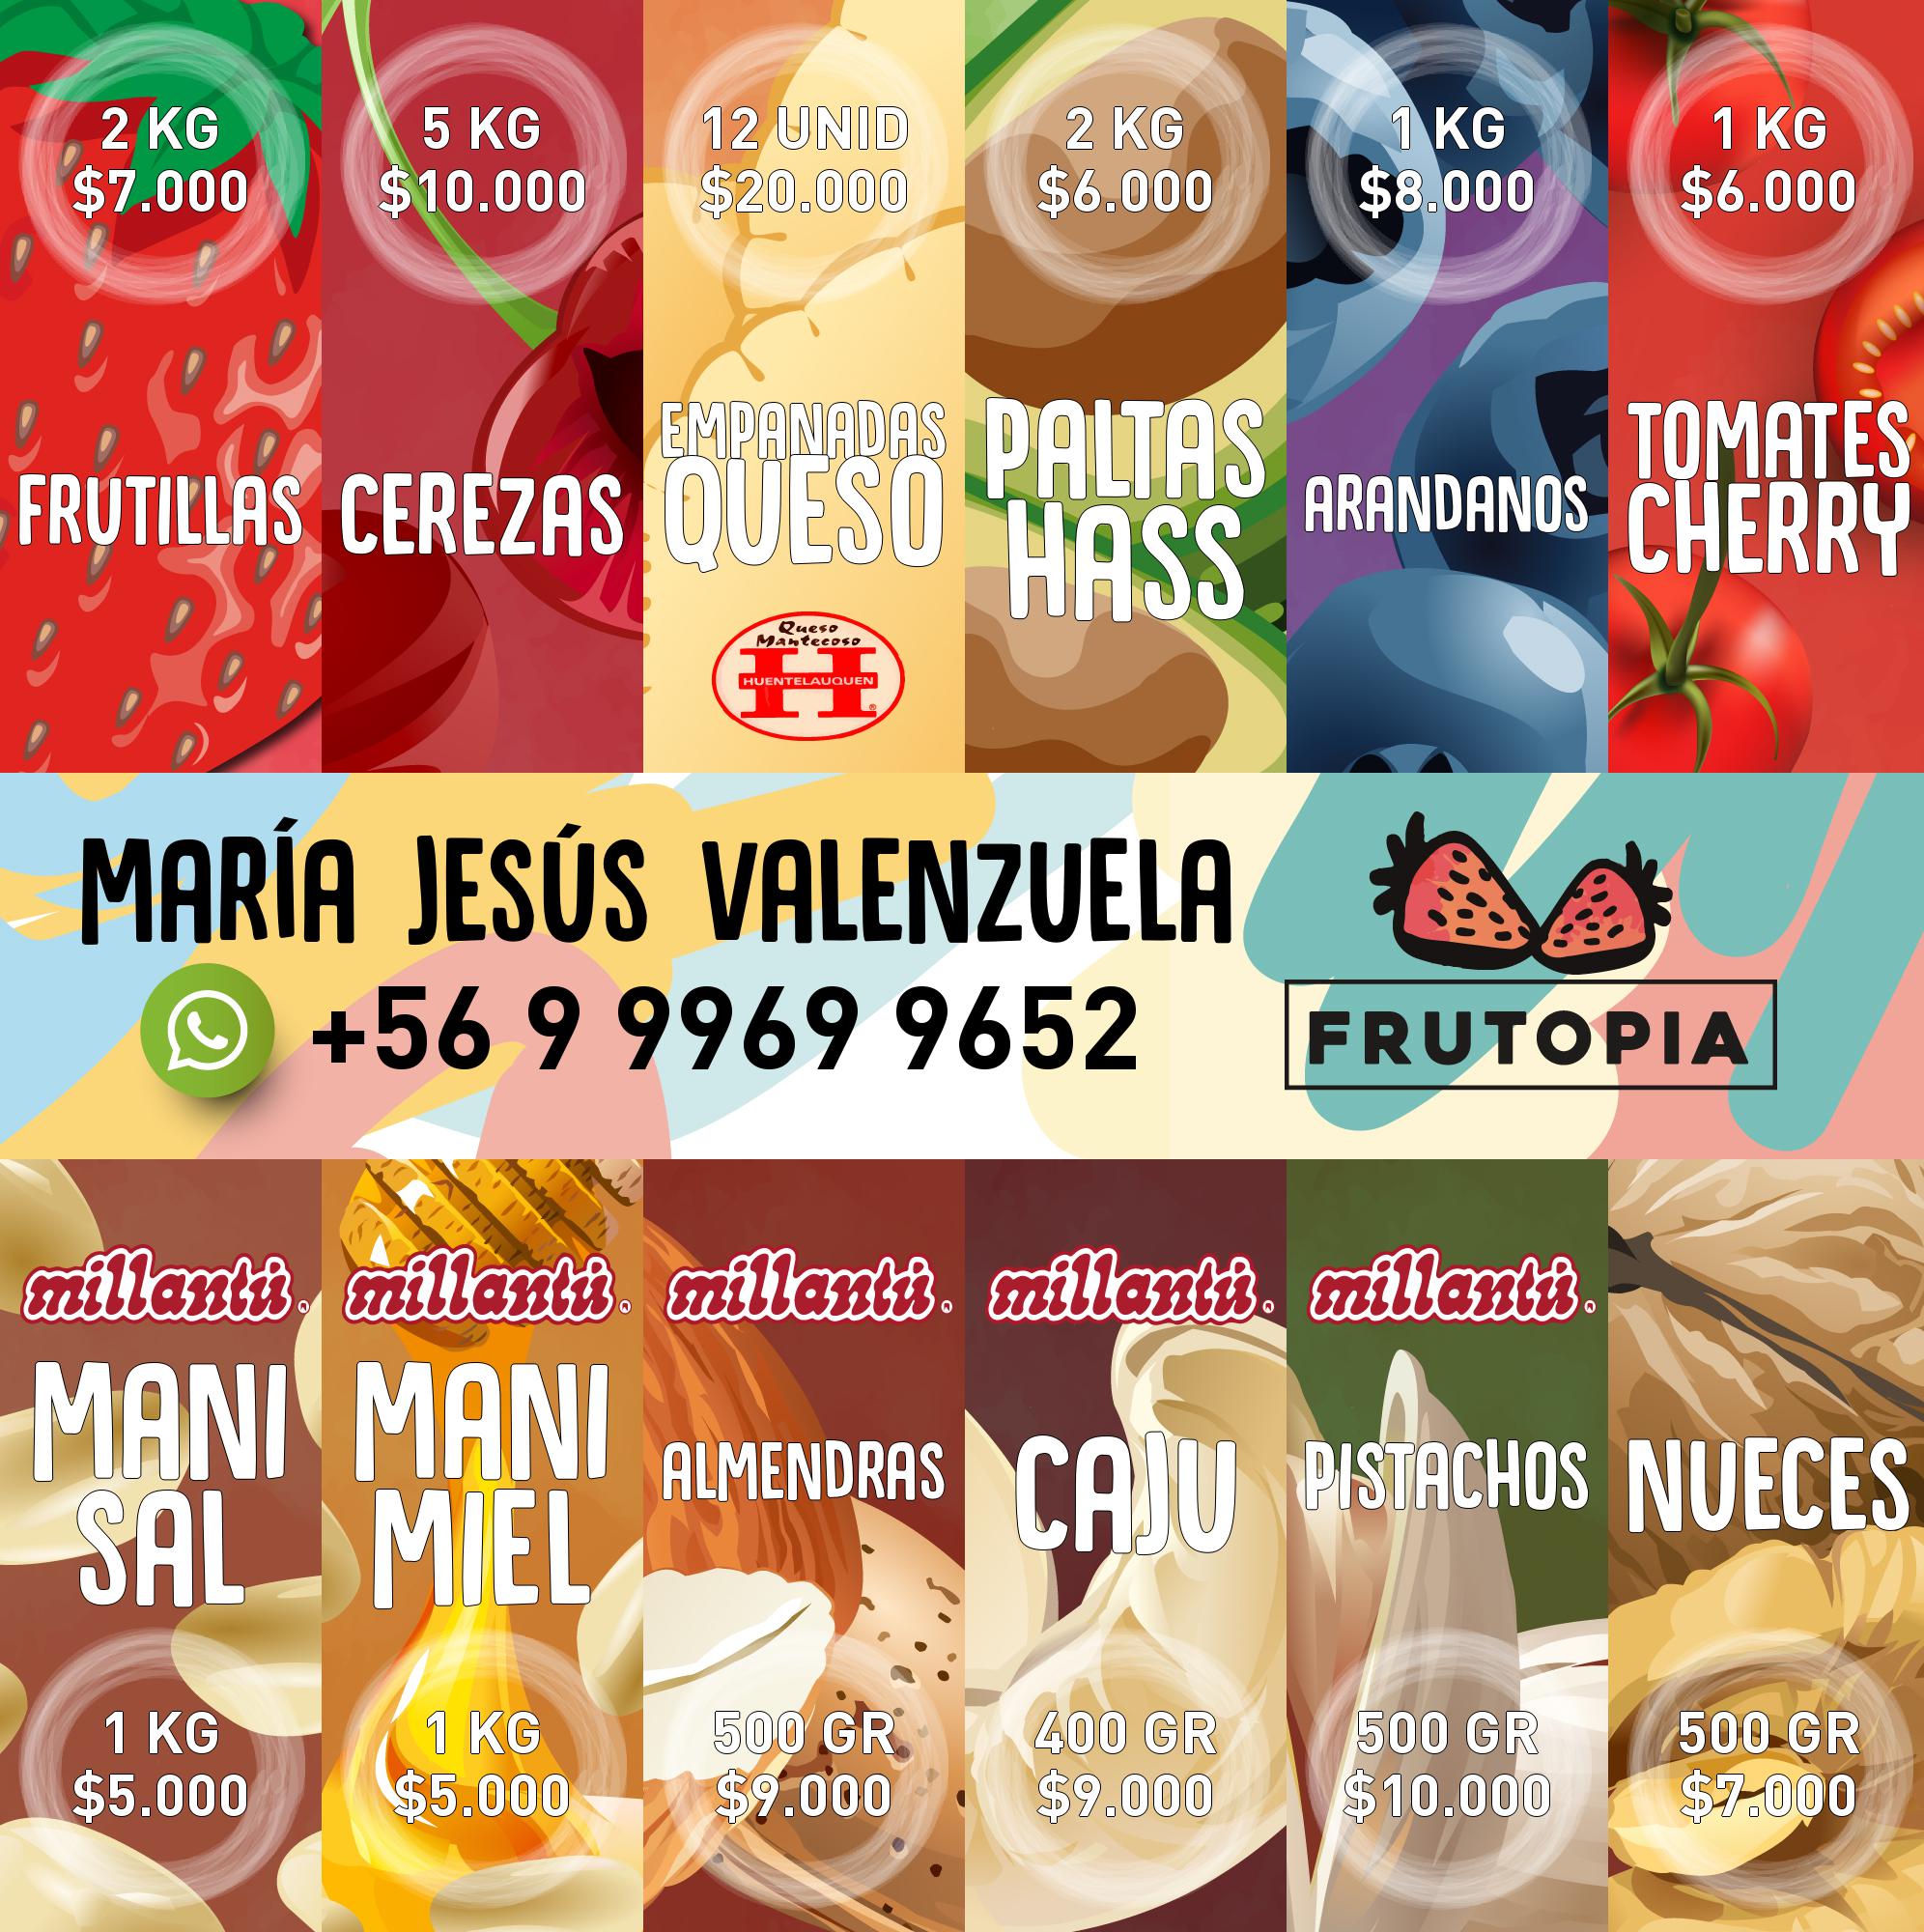 2 KG
$7.000
FRUTILLAS
5 KG
$10.000
CEREZAS
12 UNID
$20.000
EMPANADAS
QUESO
Queso
Mantecoso
H
HUENTELAUQUEN
®
2 KG
$6.000
PALTAS
HASS
1 KG
$8.000
ARANDANOS
1 KG
$6.000
TOMATES
CHERRY
MARÍA JESÚS VALENZUELA
+56 9 9969 9652
FRUTOPIA
millantú
MANI
SAL
1 KG
$5.000
millantú
MANI
MIEL
1 KG
$5.000
millantú
ALMENDRAS
500 GR
$9.000
millantú
CAJU
400 GR
$9.000
millantú
PISTACHOS
500 GR
$10.000
NUECES
500 GR
$7.000